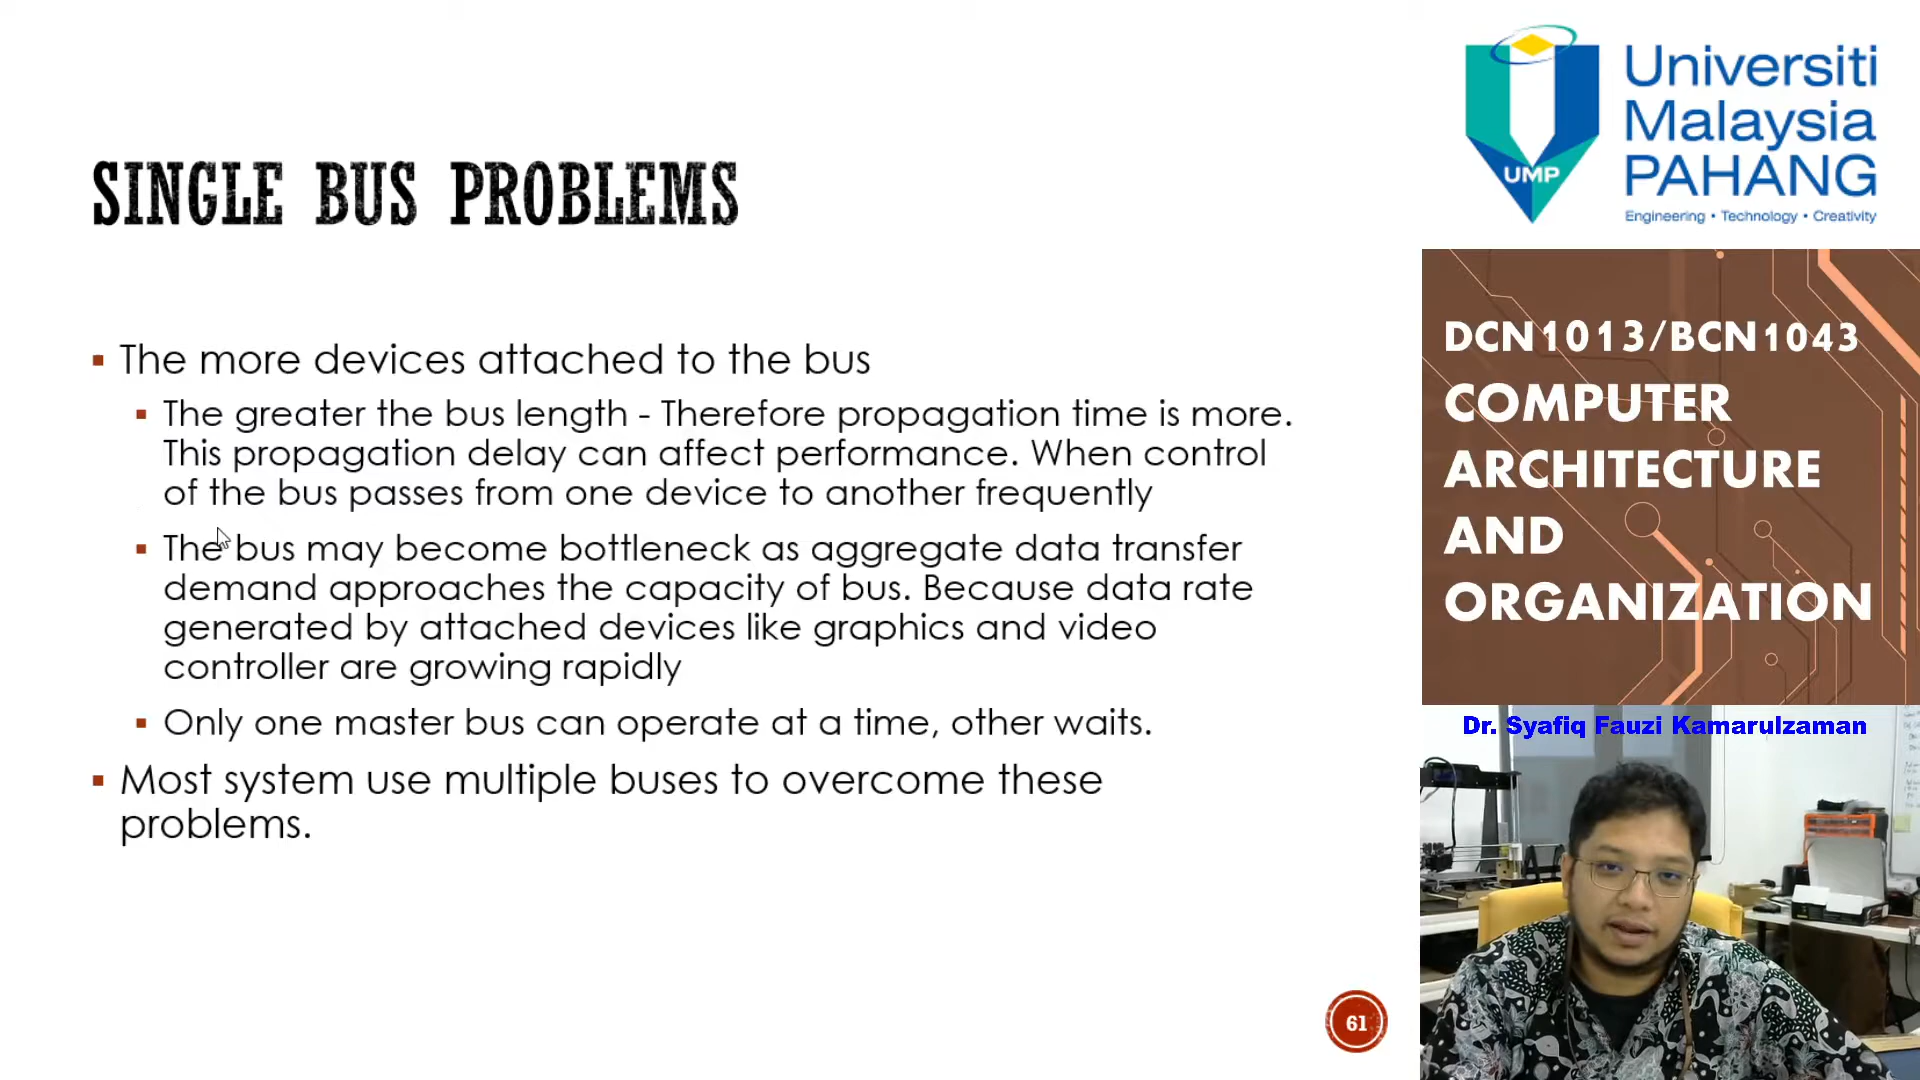 SINGLE BUS PROBLEMS
▪ The more devices attached to the bus
▪ The greater the bus length - Therefore propagation time is more.
This propagation delay can affect performance. When control
of the bus passes from one device to another frequently
▪ The bus may become bottleneck as aggregate data transfer
demand approaches the capacity of bus. Because data rate
generated by attached devices like graphics and video
controller are growing rapidly
▪ Only one master bus can operate at a time, other waits.
▪ Most system use multiple buses to overcome these
problems.
61
UMP
Universiti
Malaysia
PAHANG
Engineering • Technology • Creativity
DCN1013/BCN1043
COMPUTER
ARCHITECTURE
AND
ORGANIZATION
Dr. Syafiq Fauzi Kamarulzaman